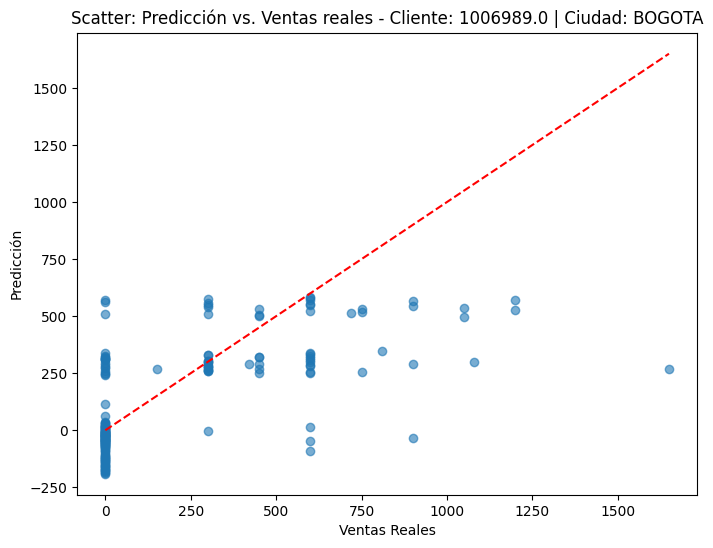 Scatter: Predicción vs. Ventas reales - Cliente: 1006989.0 | Ciudad: BOGOTA
1500
1250
1000
750
500
250
0
−250
Predicción
0 250 500 750 1000 1250 1500
Ventas Reales